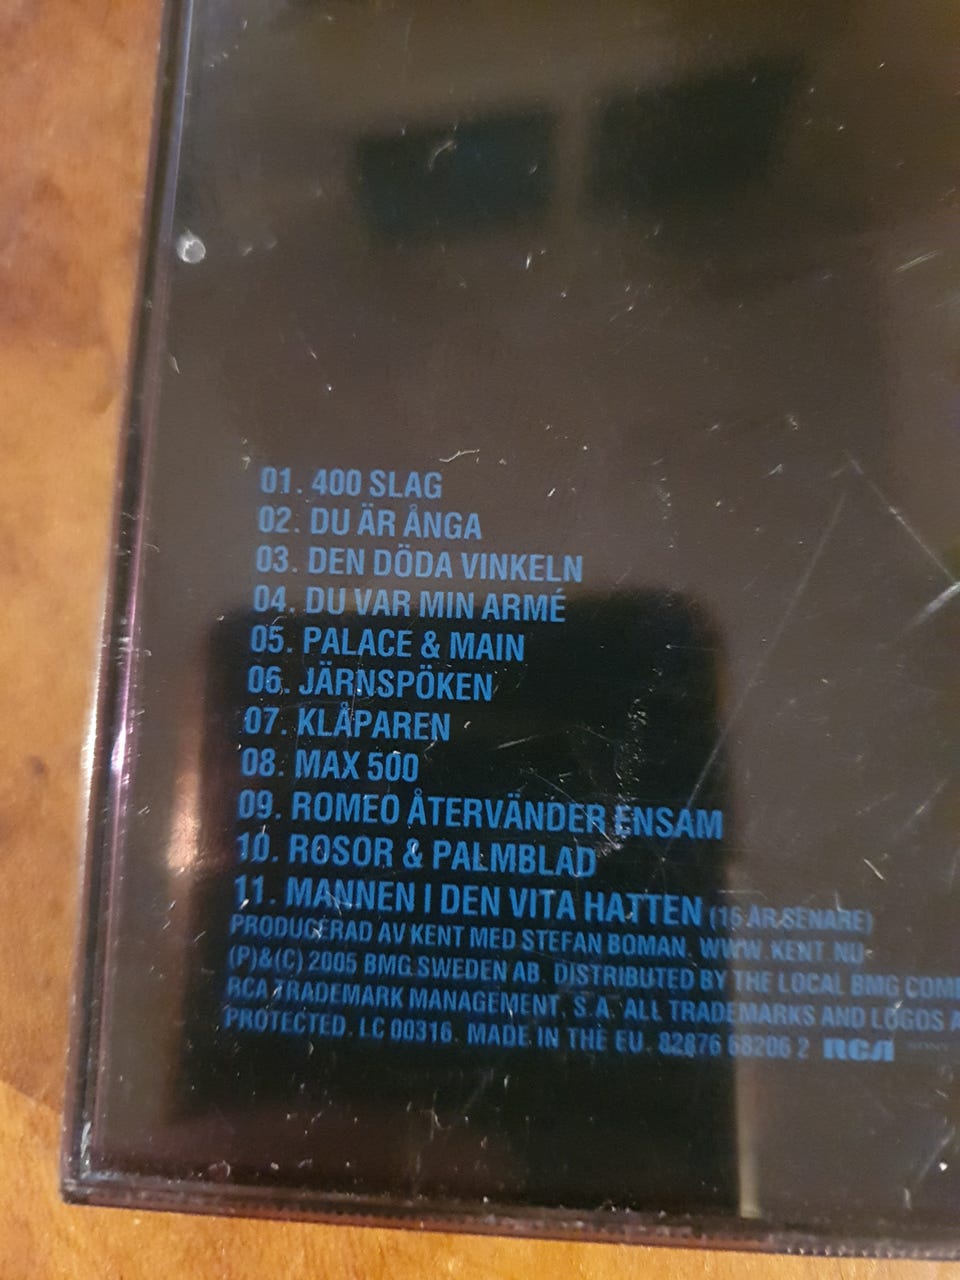 01. 400 SLAG
02. DU ÄR ÅNGA
03. DEN DÖDA VINKELN
04. DU VAR MIN ARMÉ
05. PALACE & MAIN
06. JÄRNSPÖKEN
07. KLÅPAREN
08. MAX 500
09. ROMEO ÅTERVÄNDER ENSAM
10. ROSOR & PALMBLAD
11. MANNEN I DEN VITA HATTEN (16 ÅR SENARE)
PRODUCERAD AV KENT MED STEFAN BOMAN. WWW.KENT.NU
(P)&(C) 2005 BMG SWEDEN AB. DISTRIBUTED BY THE LOCAL BMG
RCA TRADEMARK MANAGEMENT. S.A. ALL TRADEMARKS AND LOGOS
PROTECTED. LC 00316. MADE IN THE EU. 82876 68206 2 RCA